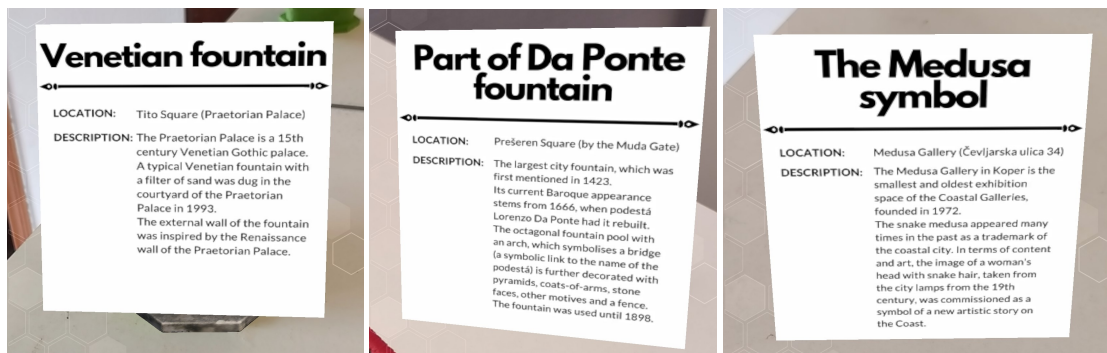 Venetian fountain
LOCATION: Tito Square (Praetorian Palace)
DESCRIPTION: The Praetorian Palace is a 15th
century Venetian Gothic palace.
A typical Venetian fountain with
a filter of sand was dug in the
courtyard of the Praetorian
Palace in 1993.
The external wall of the fountain
was inspired by the Renaissance
wall of the Praetorian Palace.
Part of Da Ponte
fountain
LOCATION: Prešeren Square (by the Muda Gate)
DESCRIPTION: The largest city fountain, which was
first mentioned in 1423.
Its current Baroque appearance
stems from 1666, when podestá
Lorenzo Da Ponte had it rebuilt.
The octagonal fountain pool with
an arch, which symbolises a bridge
(a symbolic link to the name of the
podestá) is further decorated with
pyramids, coats-of-arms, stone
faces, other motives and a fence.
The fountain was used until 1898.
The Medusa
symbol
LOCATION: Medusa Gallery (Čevljarska ulica 34)
DESCRIPTION: The Medusa Gallery in Koper is the
smallest and oldest exhibition
space of the Coastal Galleries,
founded in 1972.
The snake medusa appeared many
times in the past as a trademark of
the coastal city. In terms of content
and art, the image of a woman's
head with snake hair, taken from
the city lamps from the 19th
century, was commissioned as a
symbol of a new artistic story on
the Coast.